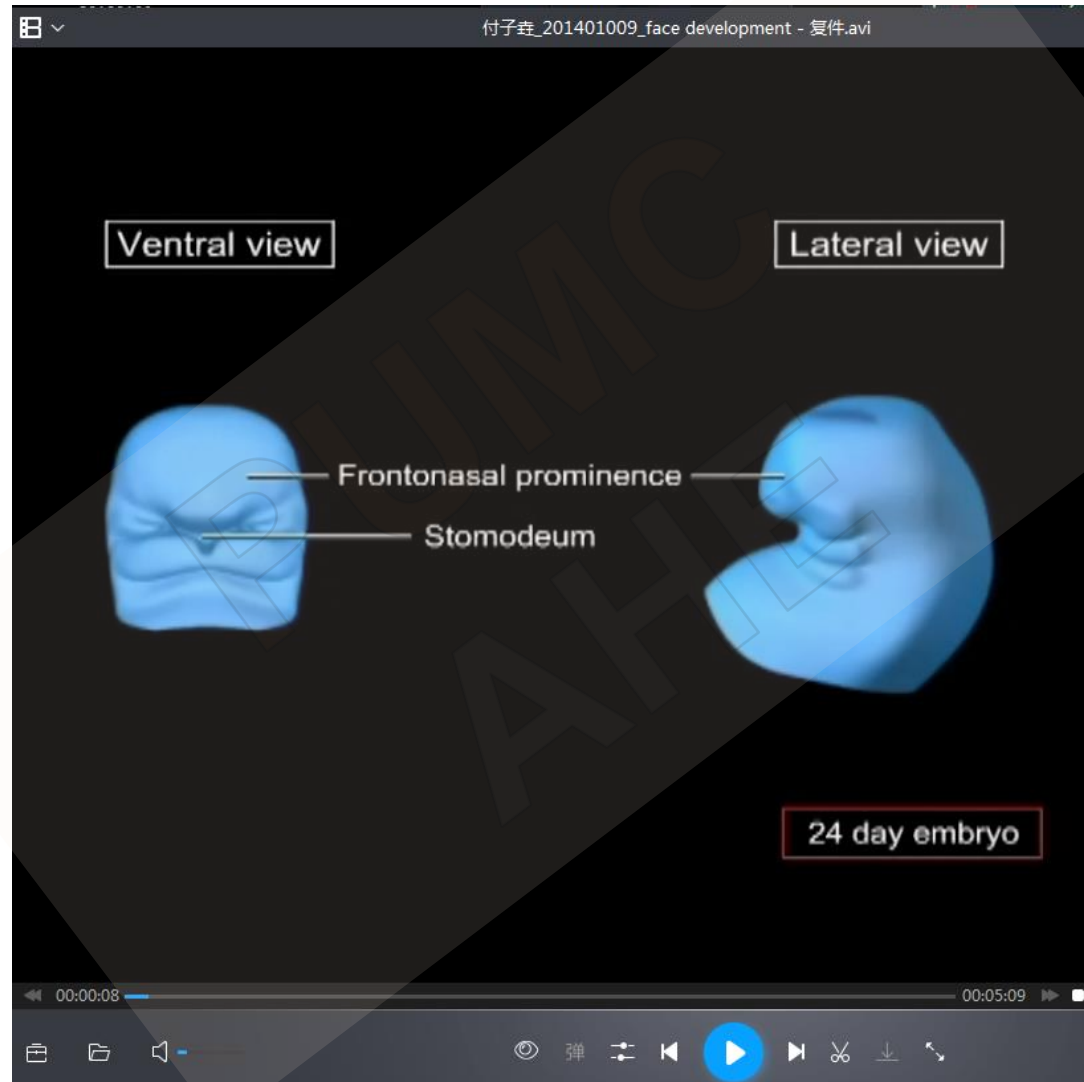 付子垚_201401009_face development - 复件.avi
Ventral view
Lateral view
Frontonasal prominence
Stomodeum
24 day embryo
PUMC
AHE
00:00:08
00:05:09
弹